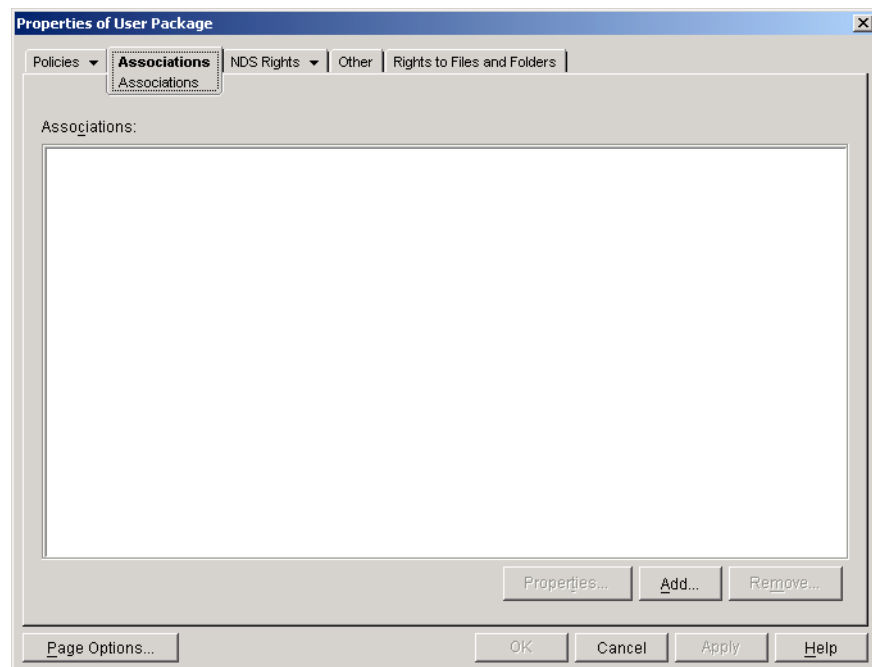 Properties of User Package
Policies Associations NDS Rights Other Rights to Files and Folders
Associations
Associations:
Properties... Add... Remove...
Page Options... OK Cancel Apply Help